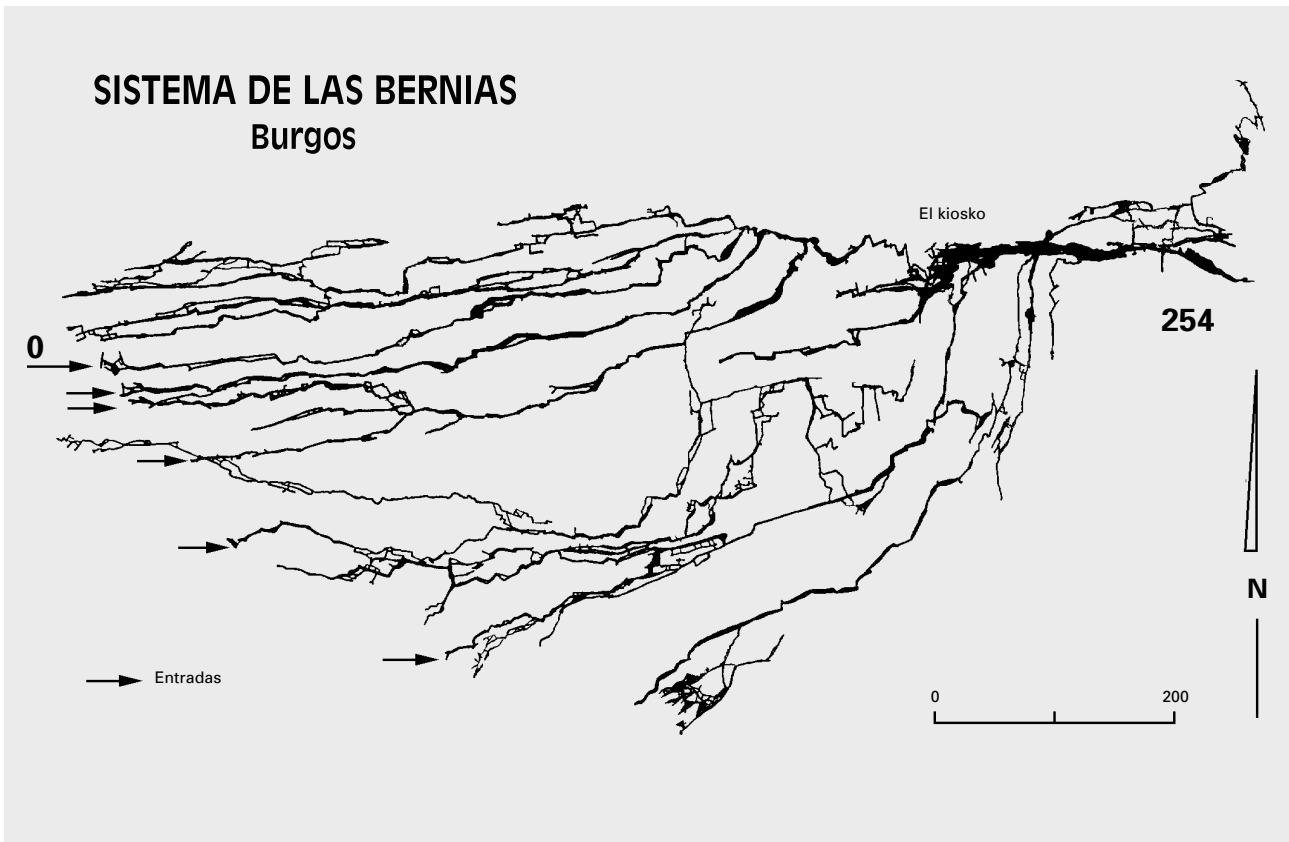 SISTEMA DE LAS BERNIAS
Burgos
El kiosko
254
0
N
Entradas
0 200